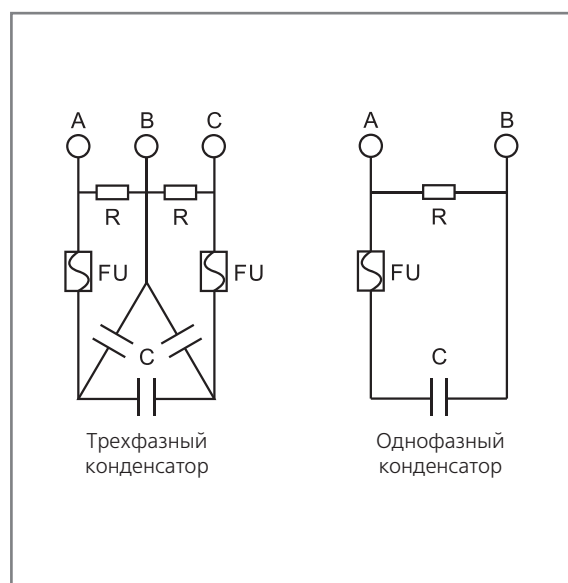 A B C
R R
FU FU
C
Трехфазный
конденсатор
A B
R
FU
C
Однофазный
конденсатор